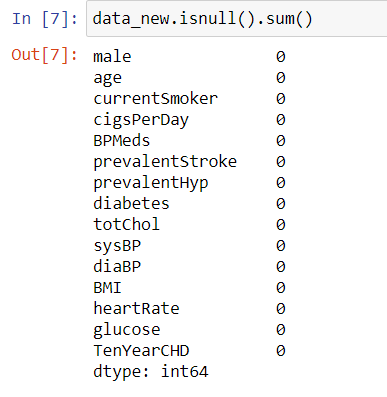 In [7]: data_new.isnull().sum()
Out[7]: male 0
age 0
currentSmoker 0
cigsPerDay 0
BPMeds 0
prevalentStroke 0
prevalentHyp 0
diabetes 0
totChol 0
sysBP 0
diaBP 0
BMI 0
heartRate 0
glucose 0
TenYearCHD 0
dtype: int64